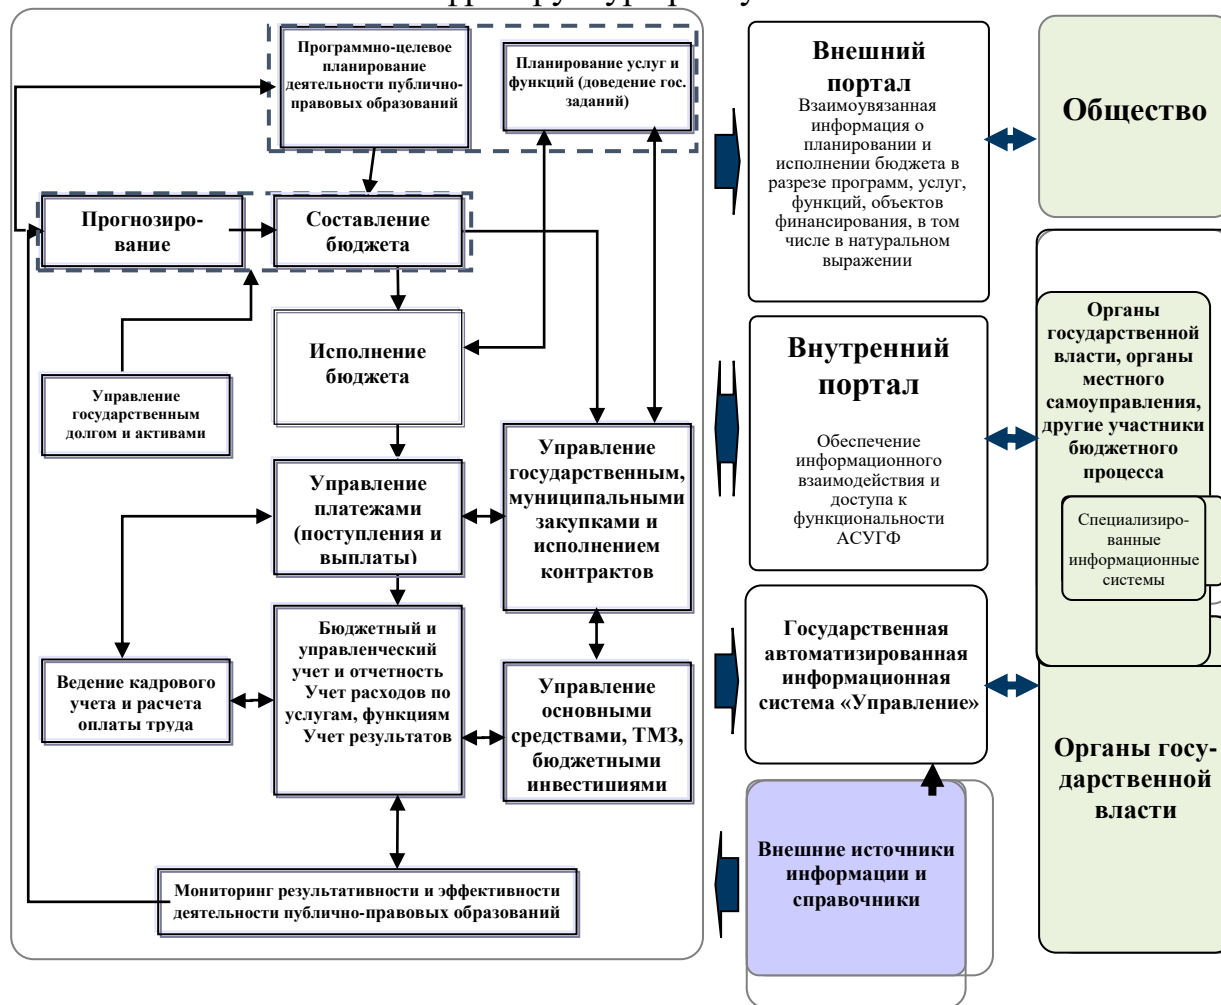 Программно-целевое
планирование
деятельности публично-
правовых образований
Планирование услуг и
функций (доведение гос.
заданий)
Прогнозиро-
вание
Составление
бюджета
Исполнение
бюджета
Управление
государственным
долгом и активами
Управление
платежами
(поступления и
выплаты)
Управление
государственным,
муниципальными
закупками и
исполнением
контрактов
Бюджетный и
управленческий
учет и отчетность
Учет расходов по
услугам, функциям
Учет результатов
Ведение кадрового
учета и расчета
оплаты труда
Управление
основными
средствами, ТМЗ,
бюджетными
инвестициями
Мониторинг результативности и эффективности
деятельности публично-правовых образований
Внешний
портал
Взаимоувязанная
информация о
планировании и
исполнении бюджета в
разрезе программ, услуг,
функций, объектов
финансирования, в том
числе в натуральном
выражении
Внутренний
портал
Обеспечение
информационного
взаимодействия и
доступа к
функциональности
АСУГФ
Государственная
автоматизированная
информационная
система «Управление»
Внешние источники
информации и
справочники
Общество
Органы
государственной
власти, органы
местного
самоуправления,
другие участники
бюджетного
процесса
Специализиро-
ванные
информационные
системы
Органы госу-
дарственной
власти